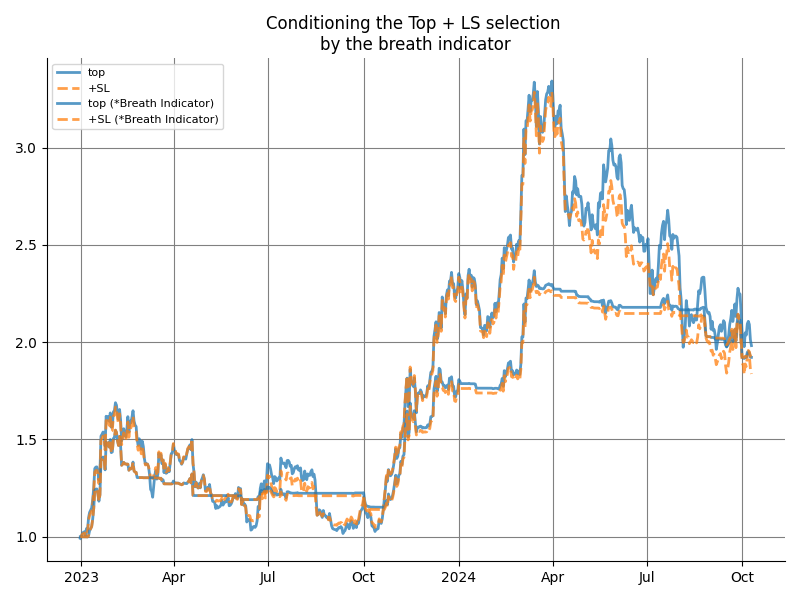 Conditioning the Top + LS selection
by the breath indicator
top
+SL
top (*Breath Indicator)
+SL (*Breath Indicator)
3.0
2.5
2.0
1.5
1.0
2023 Apr Jul Oct 2024 Apr Jul Oct